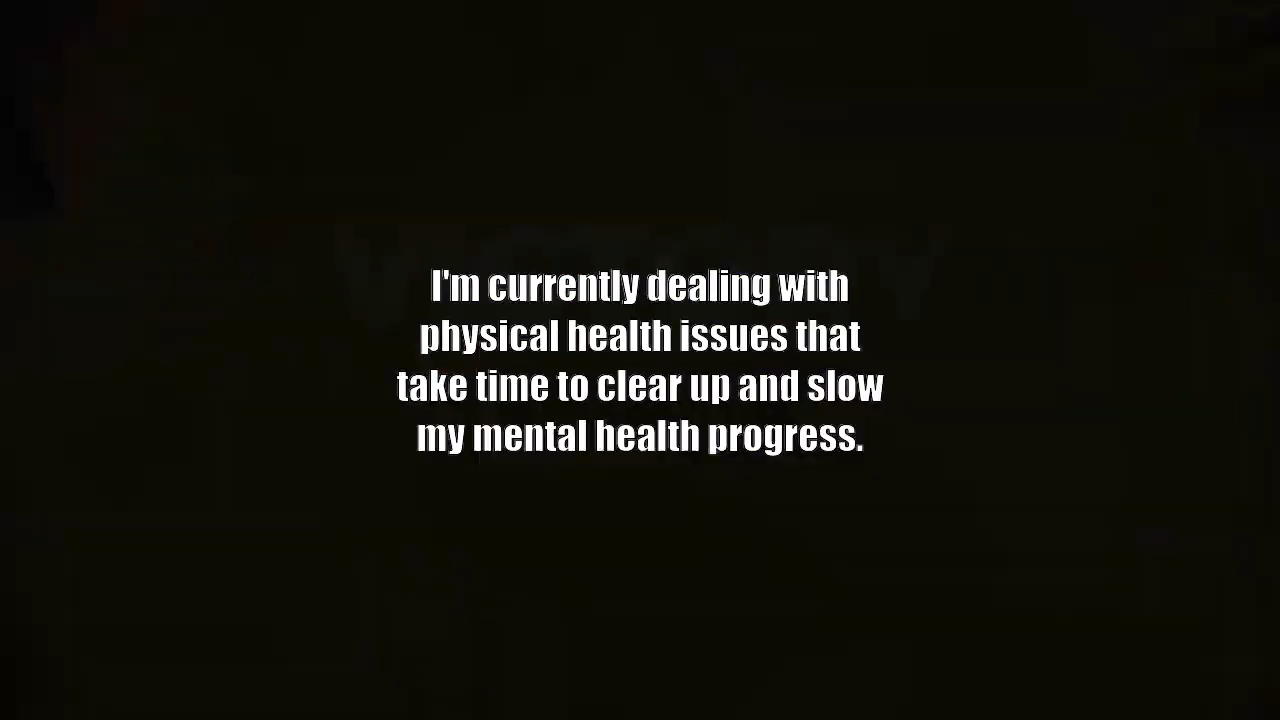 I'm currently dealing with
physical health issues that
take time to clear up and slow
my mental health progress.